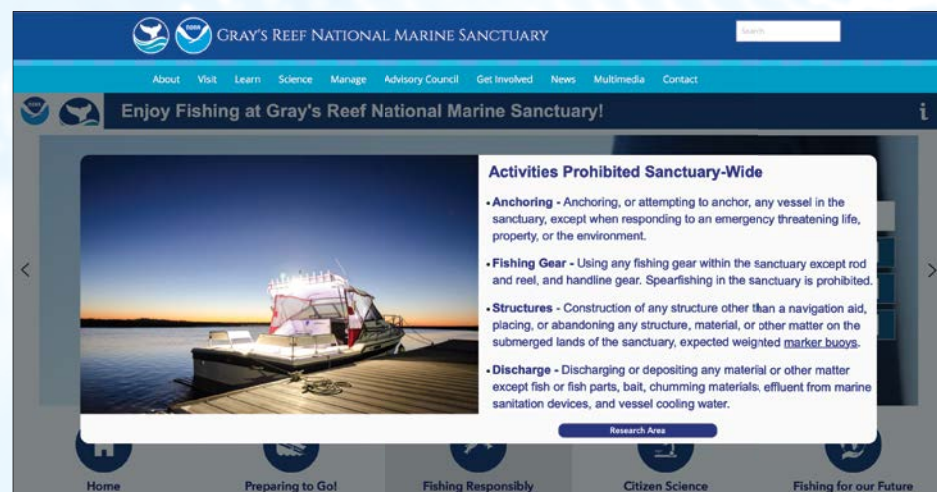 GRAY'S REEF NATIONAL MARINE SANCTUARY
Search
About Visit Learn Science Manage Advisory Council Get Involved News Multimedia Contact
Enjoy Fishing at Gray's Reef National Marine Sanctuary!
i
Activities Prohibited Sanctuary-Wide
• Anchoring - Anchoring, or attempting to anchor, any vessel in the
sanctuary, except when responding to an emergency threatening life,
property, or the environment.
• Fishing Gear - Using any fishing gear within the sanctuary except rod
and reel, and handline gear. Spearfishing in the sanctuary is prohibited.
• Structures - Construction of any structure other than a navigation aid,
placing, or abandoning any structure, material, or other matter on the
submerged lands of the sanctuary, expected weighted marker buoys.
• Discharge - Discharging or depositing any material or other matter
except fish or fish parts, bait, chumming materials, effluent from marine
sanitation devices, and vessel cooling water.
Research Area
Home Preparing to Go! Fishing Responsibly Citizen Science Fishing for our Future